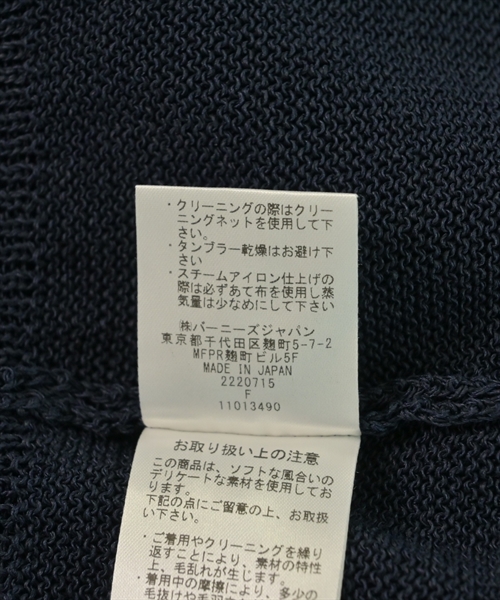 ・クリーニングの際はクリー
ニングネットを使用して下
さい。
・タンブラー乾燥はお避け下
さい
・スチームアイロン仕上げの
際は必ずあて布を使用し蒸
気量は少なめにして下さい
㈱バーニーズジャパン
東京都千代田区麹町5-7-2
MFPR麹町ビル5F
MADE IN JAPAN
2220715
F
11013490
お取り扱い上の注意
この商品は、ソフトな風合いの
デリケートな素材を使用してお
ります。
下記の点にご留意の上、お取扱
い下さい。
・ご着用やクリーニングを繰り
返すことにより、素材の特性
上、毛乱れが生じます。
・着用中の摩擦により、多少の
毛抜けや毛羽